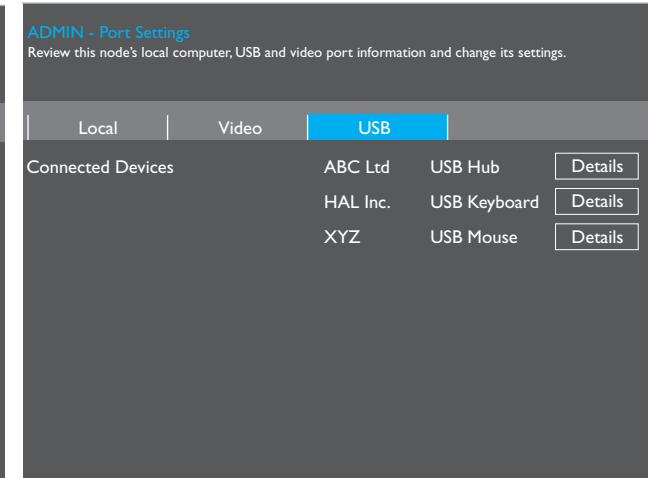 ADMIN - Port Settings
Review this node's local computer, USB and video port information and change its settings.
Local Video USB
Connected Devices ABC Ltd USB Hub Details
HAL Inc. USB Keyboard Details
XYZ USB Mouse Details